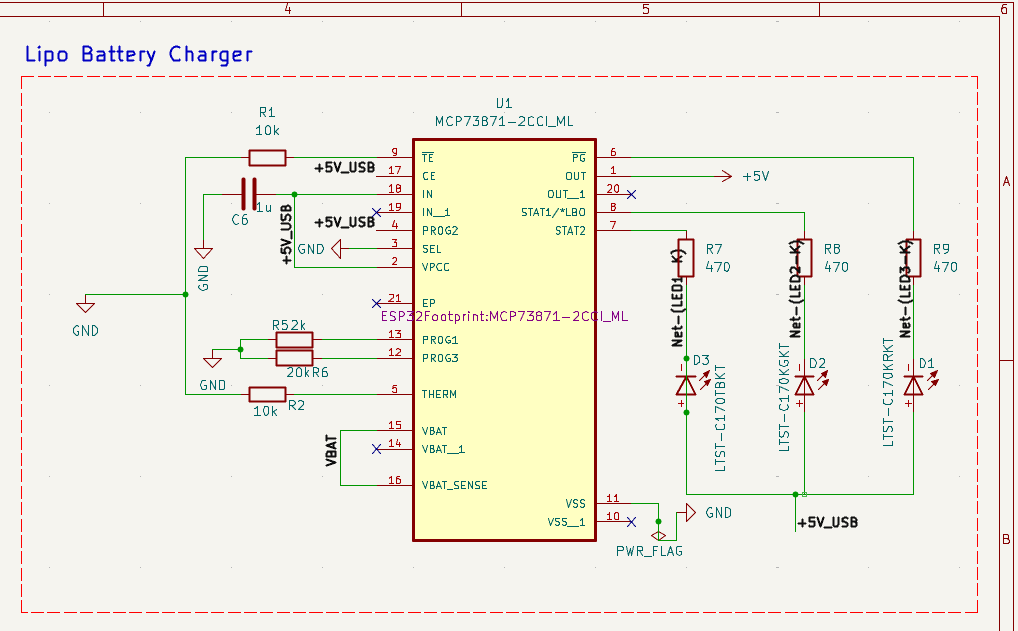 4
5
6
Lipo Battery Charger
U1
MCP73871-2CCI_ML
R1
10k
+5V_USB
C6
1u
GND
+5V_USB
+5V_USB
GND
GND
R5
2k
20k
R6
GND
10k
R2
VBAT
9
17
18
19
4
3
2
21
13
12
5
15
14
16
TE
CE
IN
IN_1
PROG2
SEL
VPCC
EP
ESP32Footprint:MCP73871-2CCI_ML
PROG1
PROG3
THERM
VBAT
VBAT_1
VBAT_SENSE
PG
OUT
OUT_1
STAT1/*LBO
STAT2
VSS
VSS_1
6
1
20
8
7
11
10
+5V
R7
470
R8
470
R9
470
Net-(LED1-K)
Net-(LED2-K)
Net-(LED3-K)
D3
LTST-C170TBKT
D2
LTST-C170KGKT
D1
LTST-C170KRKT
- 
+
-
+
-
+
+5V_USB
GND
PWR_FLAG
A
B